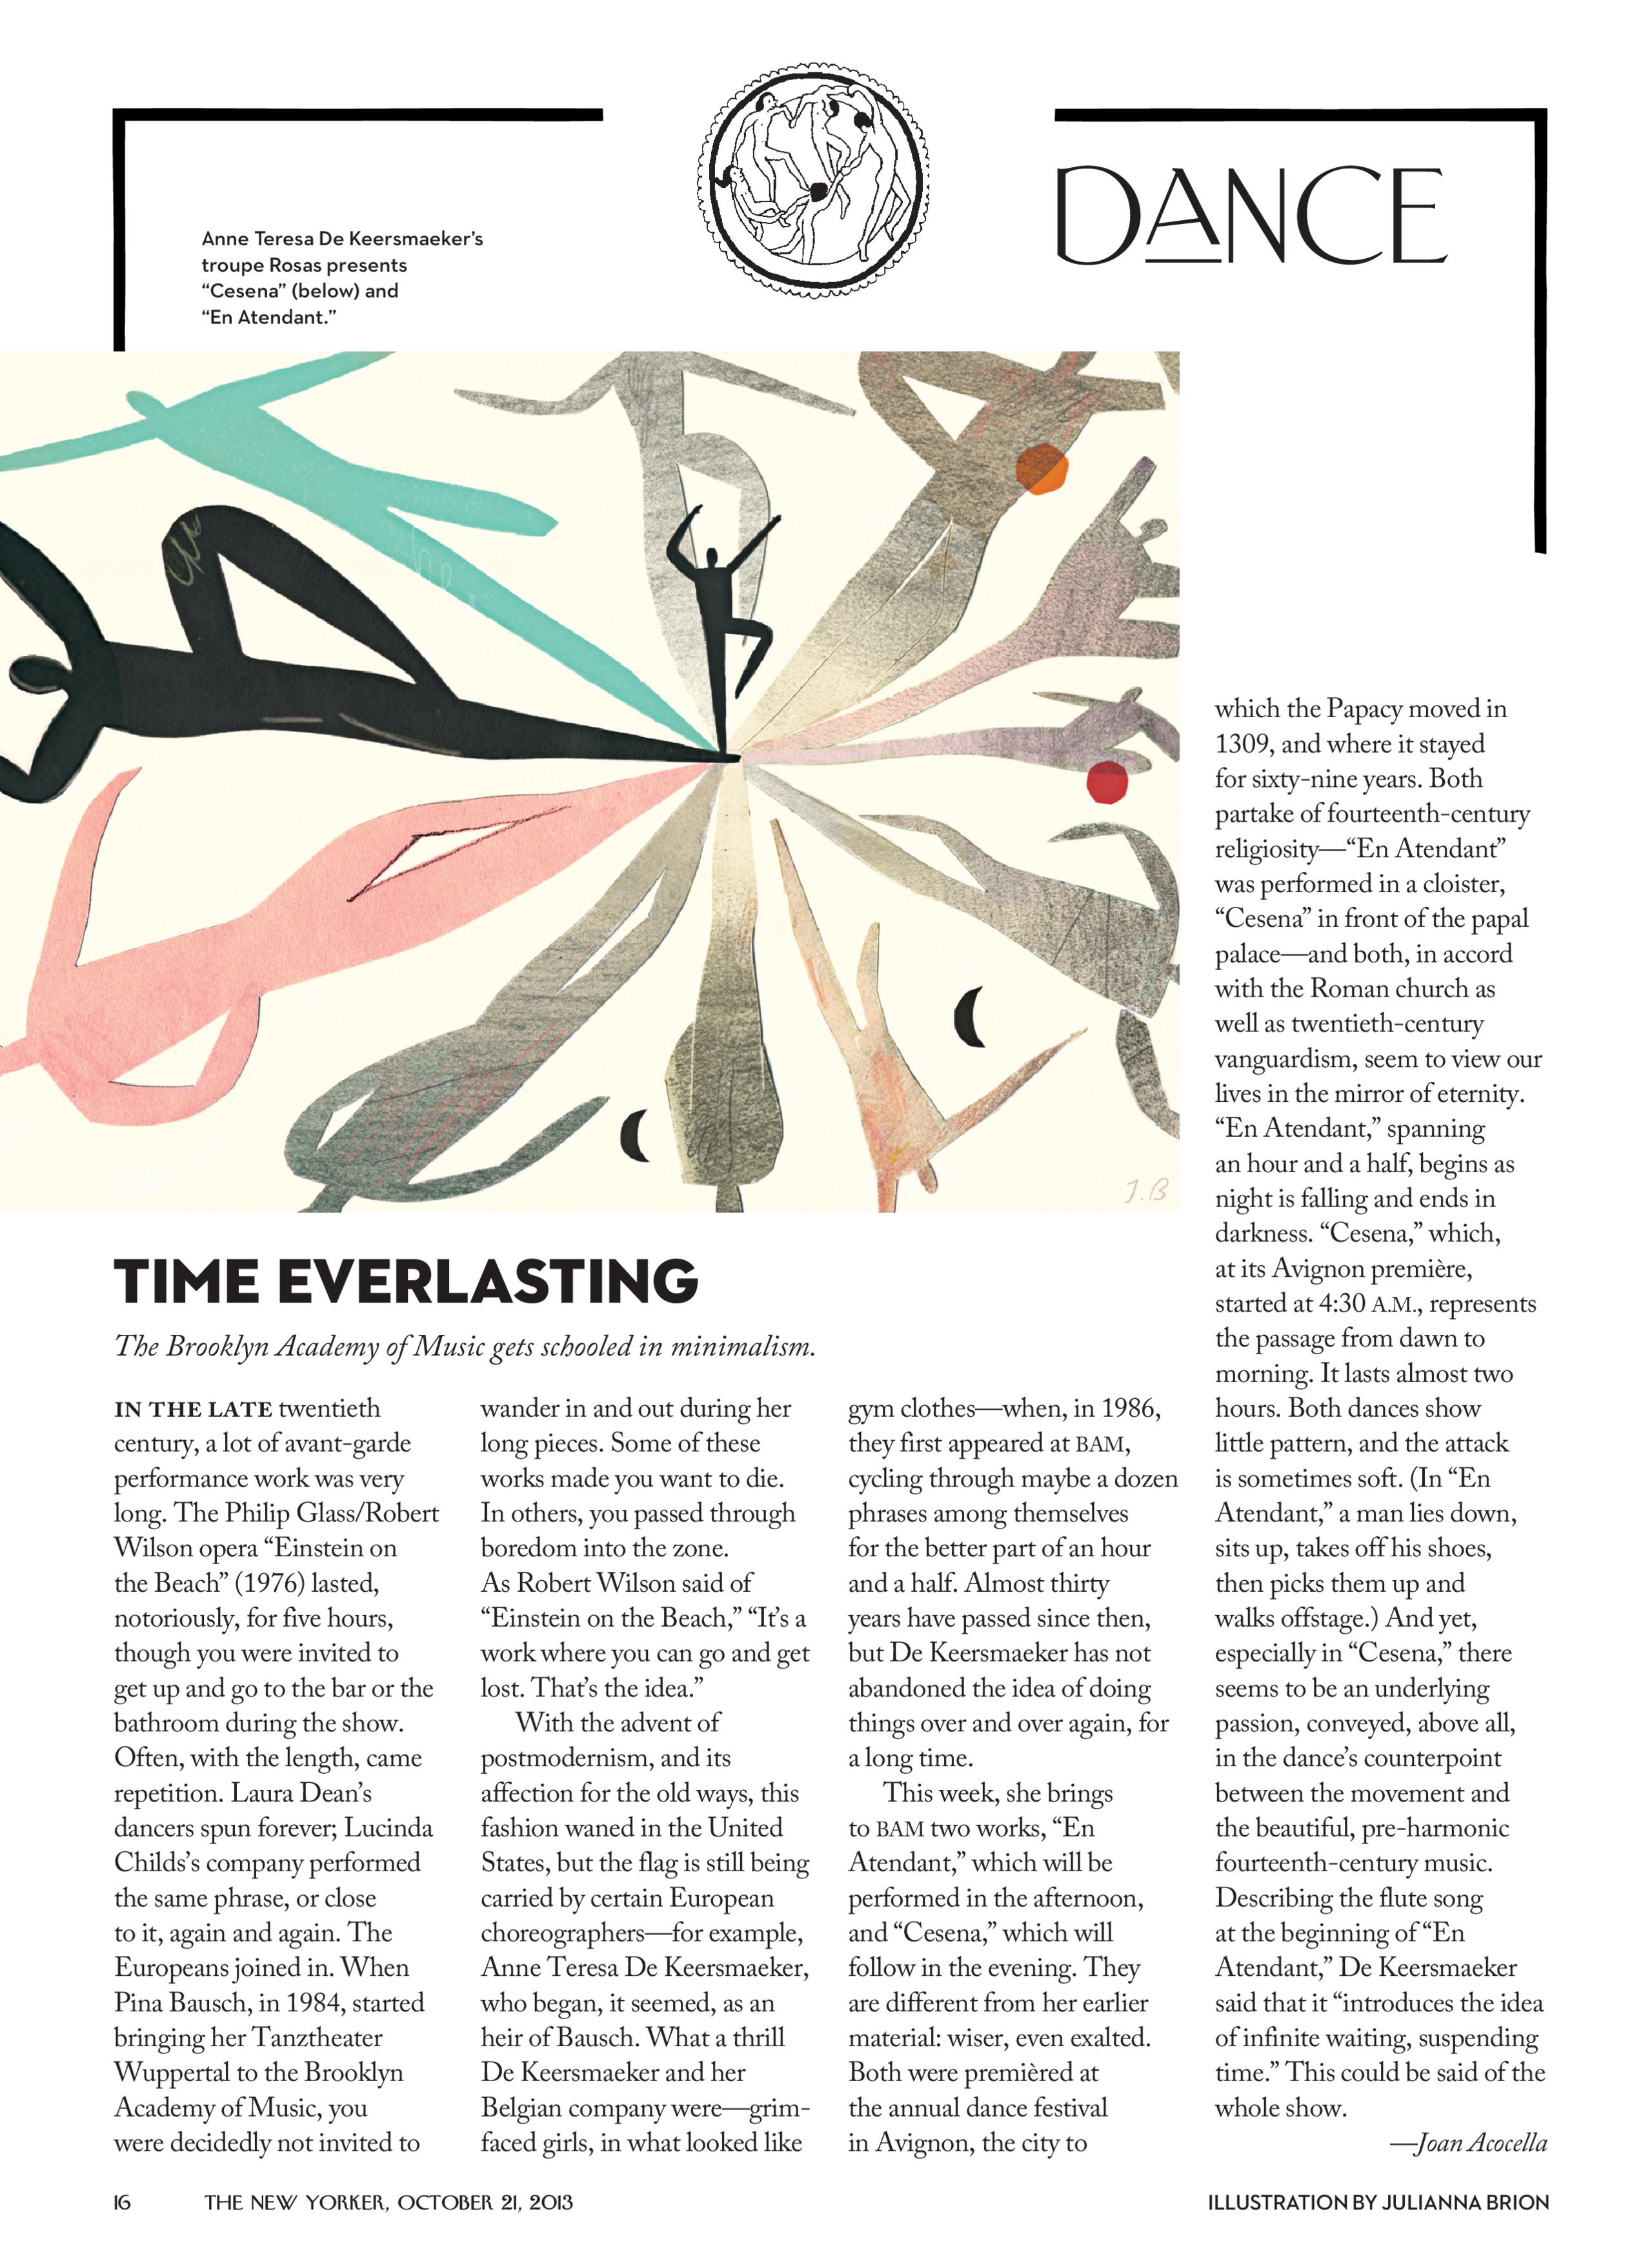 DANCE
Anne Teresa De Keersmaeker’s
troupe Rosas presents
“Cesena” (below) and
“En Atendant.”
J.B
TIME EVERLASTING
The Brooklyn Academy of Music gets schooled in minimalism.
IN THE LATE twentieth
century, a lot of avant-garde
performance work was very
long. The Philip Glass/Robert
Wilson opera “Einstein on
the Beach” (1976) lasted,
notoriously, for five hours,
though you were invited to
get up and go to the bar or the
bathroom during the show.
Often, with the length, came
repetition. Laura Dean’s
dancers spun forever; Lucinda
Childs’s company performed
the same phrase, or close
to it, again and again. The
Europeans joined in. When
Pina Bausch, in 1984, started
bringing her Tanztheater
Wuppertal to the Brooklyn
Academy of Music, you
were decidedly not invited to
wander in and out during her
long pieces. Some of these
works made you want to die.
In others, you passed through
boredom into the zone.
As Robert Wilson said of
“Einstein on the Beach,” “It’s a
work where you can go and get
lost. That’s the idea.”
With the advent of
postmodernism, and its
affection for the old ways, this
fashion waned in the United
States, but the flag is still being
carried by certain European
choreographers—for example,
Anne Teresa De Keersmaeker,
who began, it seemed, as an
heir of Bausch. What a thrill
De Keersmaeker and her
Belgian company were—grim-
faced girls, in what looked like
gym clothes—when, in 1986,
they first appeared at BAM,
cycling through maybe a dozen
phrases among themselves
for the better part of an hour
and a half. Almost thirty
years have passed since then,
but De Keersmaeker has not
abandoned the idea of doing
things over and over again, for
a long time.
This week, she brings
to BAM two works, “En
Atendant,” which will be
performed in the afternoon,
and “Cesena,” which will
follow in the evening. They
are different from her earlier
material: wiser, even exalted.
Both were premièred at
the annual dance festival
in Avignon, the city to
which the Papacy moved in
1309, and where it stayed
for sixty-nine years. Both
partake of fourteenth-century
religiosity—“En Atendant”
was performed in a cloister,
“Cesena” in front of the papal
palace—and both, in accord
with the Roman church as
well as twentieth-century
vanguardism, seem to view our
lives in the mirror of eternity.
“En Atendant,” spanning
an hour and a half, begins as
night is falling and ends in
darkness. “Cesena,” which,
at its Avignon première,
started at 4:30 A.M., represents
the passage from dawn to
morning. It lasts almost two
hours. Both dances show
little pattern, and the attack
is sometimes soft. (In “En
Atendant,” a man lies down,
sits up, takes off his shoes,
then picks them up and
walks offstage.) And yet,
especially in “Cesena,” there
seems to be an underlying
passion, conveyed, above all,
in the dance’s counterpoint
between the movement and
the beautiful, pre-harmonic
fourteenth-century music.
Describing the flute song
at the beginning of “En
Atendant,” De Keersmaeker
said that it “introduces the idea
of infinite waiting, suspending
time.” This could be said of the
whole show.
—Joan Acocella
16
THE NEW YORKER, OCTOBER 21, 2013
ILLUSTRATION BY JULIANNA BRION